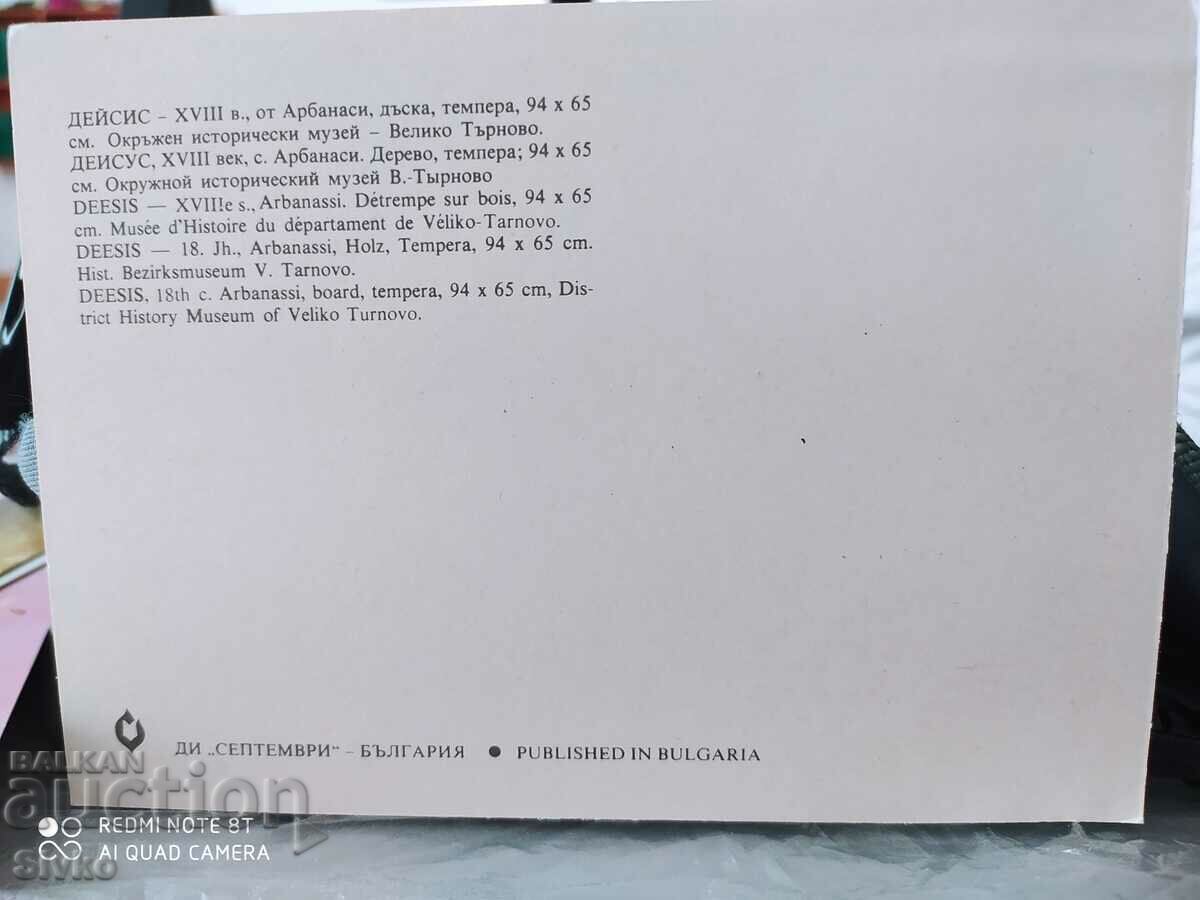 ДЕЙСИС – XVIII в., от Арбанаси, дъска, темпера, 94 x 65
см. Окръжен исторически музей – Велико Търново.
ДЕИСУС, XVIII век, с. Арбанаси. Дерево, темпера; 94 x 65
см. Окружной исторический музей В.-Тырново
DEESIS — XVIIIe s., Arbanassi. Détrempe sur bois, 94 x 65
cm. Musée d'Histoire du départament de Véliko-Tarnovo.
DEESIS — 18. Jh., Arbanassi, Holz, Tempera, 94 x 65 cm.
Hist. Bezirksmuseum V. Tarnovo.
DEESIS, 18th c. Arbanassi, board, tempera, 94 x 65 cm, Dis-
trict History Museum of Veliko Turnovo.
ДИ „СЕПТЕМВРИ“ – БЪЛГАРИЯ ● PUBLISHED IN BULGARIA
BALKAN
auction
REDMI NOTE 8T
AI QUAD CAMERA
Sivko